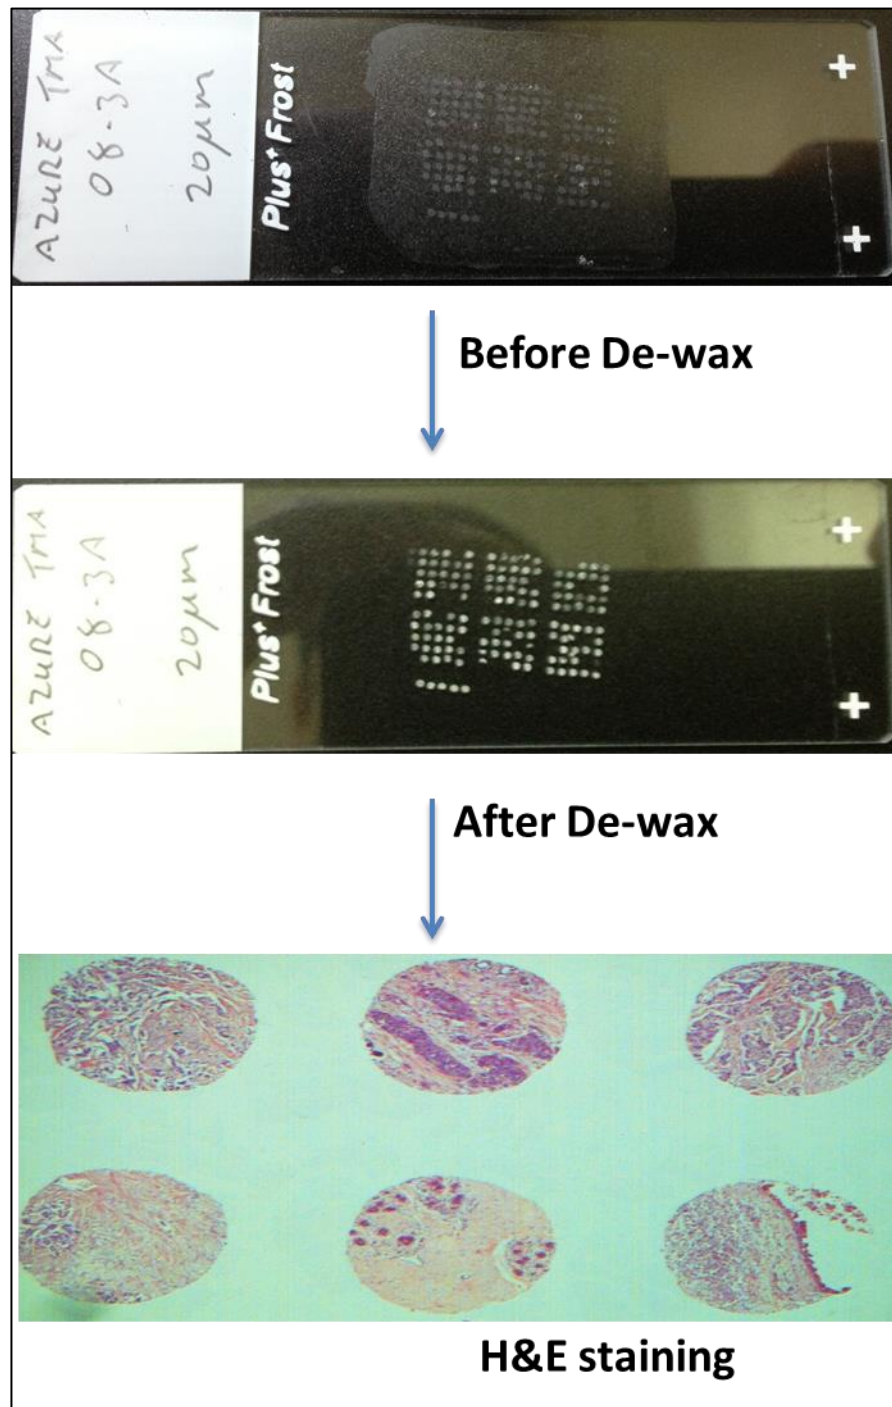 AZURE TMA
08-3A
20μm
Plus⁺ Frost
+
+
Before De-wax
AZURE TMA
08-3A
20μm
Plus⁺ Frost
+
+
After De-wax
H&E staining